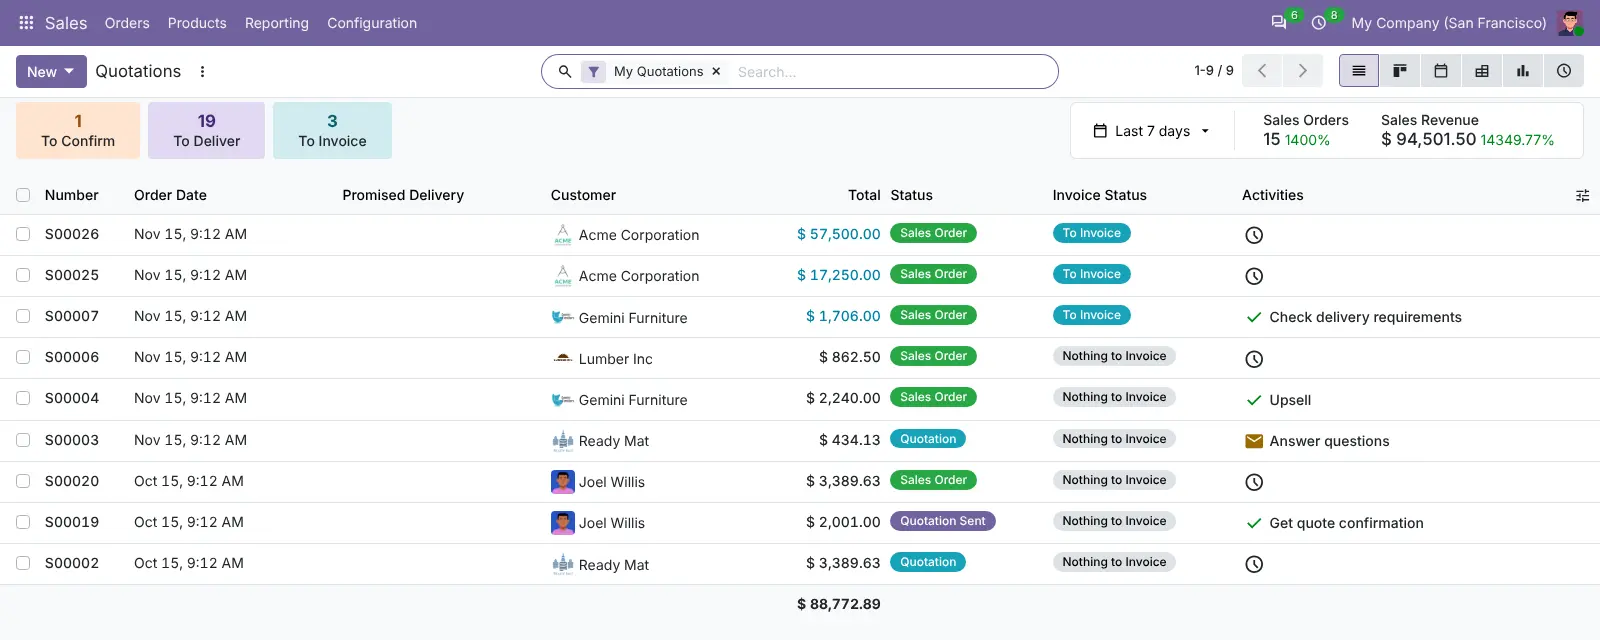 Sales Orders Products Reporting Configuration 6 8 My Company (San Francisco)
New Quotations My Quotations × Search... 1-9 / 9
1 19 3
To Confirm To Deliver To Invoice
Last 7 days
Sales Orders Sales Revenue
15 1400% $ 94,501.50 14349.77%
Number Order Date Promised Delivery Customer Total Status Invoice Status Activities
S00026 Nov 15, 9:12 AM ACME Acme Corporation $ 57,500.00 Sales Order To Invoice
S00025 Nov 15, 9:12 AM ACME Acme Corporation $ 17,250.00 Sales Order To Invoice
S00007 Nov 15, 9:12 AM Gemini Furniture $ 1,706.00 Sales Order To Invoice Check delivery requirements
S00006 Nov 15, 9:12 AM Lumber Inc $ 862.50 Sales Order Nothing to Invoice
S00004 Nov 15, 9:12 AM Gemini Furniture $ 2,240.00 Sales Order Nothing to Invoice Upsell
S00003 Nov 15, 9:12 AM Ready Mat $ 434.13 Quotation Nothing to Invoice Answer questions
S00020 Oct 15, 9:12 AM Joel Willis $ 3,389.63 Sales Order Nothing to Invoice
S00019 Oct 15, 9:12 AM Joel Willis $ 2,001.00 Quotation Sent Nothing to Invoice Get quote confirmation
S00002 Oct 15, 9:12 AM Ready Mat $ 3,389.63 Quotation Nothing to Invoice
$ 88,772.89